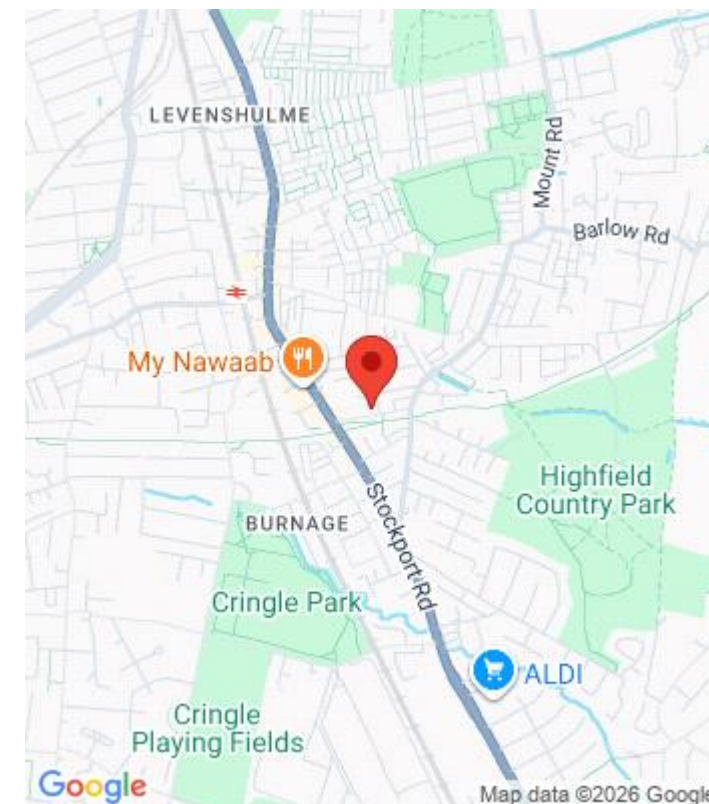 LEVENSHULME
Mount Rd
Barlow Rd
My Nawaab
Highfield
Country Park
Stockport Rd
BURNAGE
Cringle Park
ALDI
Cringle
Playing Fields
Google
Map data ©2026 Google